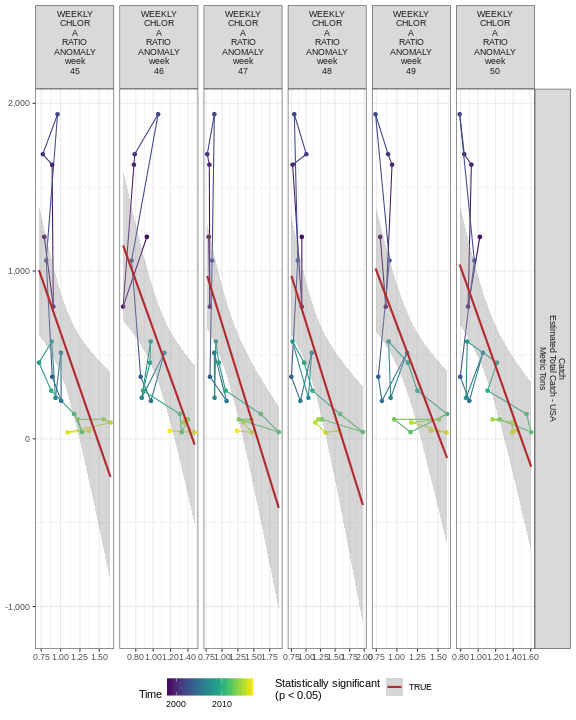 WEEKLY
CHLOR
A
RATIO
ANOMALY
week
45
WEEKLY
CHLOR
A
RATIO
ANOMALY
week
46
WEEKLY
CHLOR
A
RATIO
ANOMALY
week
47
WEEKLY
CHLOR
A
RATIO
ANOMALY
week
48
WEEKLY
CHLOR
A
RATIO
ANOMALY
week
49
WEEKLY
CHLOR
A
RATIO
ANOMALY
week
50
2,000
1,000
0
-1,000
Catch
Estimated Total Catch - USA
Metric Tons
0.75 1.00 1.25 1.50
0.80 1.00 1.20 1.40
0.75 1.00 1.25 1.50 1.75
0.75 1.00 1.25 1.50 1.75 2.00
0.75 1.00 1.25 1.50
0.80 1.00 1.20 1.40 1.60
Time
2000 2010
Statistically significant
(p < 0.05)
TRUE